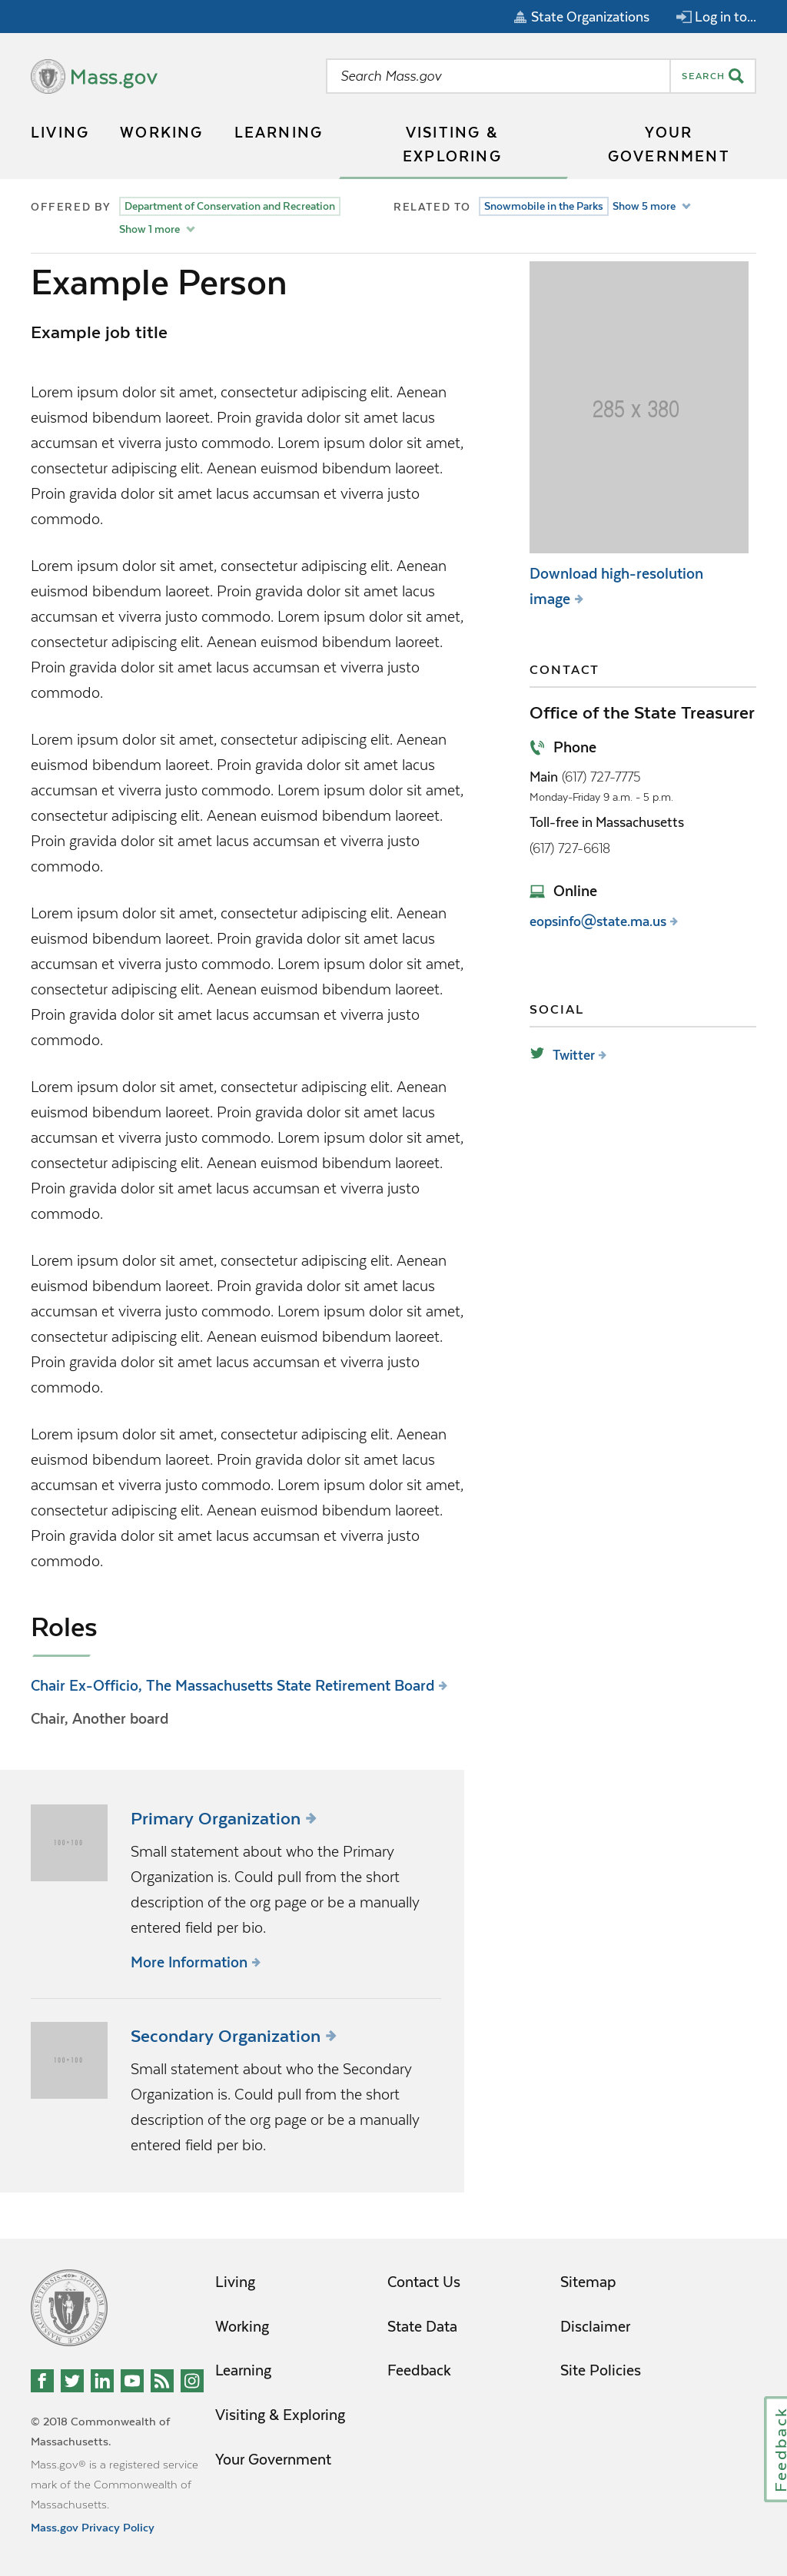 State Organizations
Log in to...
Mass.gov
Search Mass.gov
SEARCH
LIVING
WORKING
LEARNING
VISITING &
EXPLORING
YOUR
GOVERNMENT
OFFERED BY
Department of Conservation and Recreation
Show 1 more
RELATED TO
Snowmobile in the Parks
Show 5 more
Example Person
Example job title
Lorem ipsum dolor sit amet, consectetur adipiscing elit. Aenean
euismod bibendum laoreet. Proin gravida dolor sit amet lacus
accumsan et viverra justo commodo. Lorem ipsum dolor sit amet,
consectetur adipiscing elit. Aenean euismod bibendum laoreet.
Proin gravida dolor sit amet lacus accumsan et viverra justo
commodo.
Lorem ipsum dolor sit amet, consectetur adipiscing elit. Aenean
euismod bibendum laoreet. Proin gravida dolor sit amet lacus
accumsan et viverra justo commodo. Lorem ipsum dolor sit amet,
consectetur adipiscing elit. Aenean euismod bibendum laoreet.
Proin gravida dolor sit amet lacus accumsan et viverra justo
commodo.
Lorem ipsum dolor sit amet, consectetur adipiscing elit. Aenean
euismod bibendum laoreet. Proin gravida dolor sit amet lacus
accumsan et viverra justo commodo. Lorem ipsum dolor sit amet,
consectetur adipiscing elit. Aenean euismod bibendum laoreet.
Proin gravida dolor sit amet lacus accumsan et viverra justo
commodo.
Lorem ipsum dolor sit amet, consectetur adipiscing elit. Aenean
euismod bibendum laoreet. Proin gravida dolor sit amet lacus
accumsan et viverra justo commodo. Lorem ipsum dolor sit amet,
consectetur adipiscing elit. Aenean euismod bibendum laoreet.
Proin gravida dolor sit amet lacus accumsan et viverra justo
commodo.
Lorem ipsum dolor sit amet, consectetur adipiscing elit. Aenean
euismod bibendum laoreet. Proin gravida dolor sit amet lacus
accumsan et viverra justo commodo. Lorem ipsum dolor sit amet,
consectetur adipiscing elit. Aenean euismod bibendum laoreet.
Proin gravida dolor sit amet lacus accumsan et viverra justo
commodo.
Lorem ipsum dolor sit amet, consectetur adipiscing elit. Aenean
euismod bibendum laoreet. Proin gravida dolor sit amet lacus
accumsan et viverra justo commodo. Lorem ipsum dolor sit amet,
consectetur adipiscing elit. Aenean euismod bibendum laoreet.
Proin gravida dolor sit amet lacus accumsan et viverra justo
commodo.
Lorem ipsum dolor sit amet, consectetur adipiscing elit. Aenean
euismod bibendum laoreet. Proin gravida dolor sit amet lacus
accumsan et viverra justo commodo. Lorem ipsum dolor sit amet,
consectetur adipiscing elit. Aenean euismod bibendum laoreet.
Proin gravida dolor sit amet lacus accumsan et viverra justo
commodo.
285 x 380
Download high-resolution
image
CONTACT
Office of the State Treasurer
Phone
Main (617) 727-7775
Monday-Friday 9 a.m. - 5 p.m.
Toll-free in Massachusetts
(617) 727-6618
Online
eopsinfo@state.ma.us
SOCIAL
Twitter
Roles
Chair Ex-Officio, The Massachusetts State Retirement Board
Chair, Another board
100×100
Primary Organization
Small statement about who the Primary
Organization is. Could pull from the short
description of the org page or be a manually
entered field per bio.
More Information
100×100
Secondary Organization
Small statement about who the Secondary
Organization is. Could pull from the short
description of the org page or be a manually
entered field per bio.
Living
Working
Learning
Visiting & Exploring
Your Government
Contact Us
State Data
Feedback
Sitemap
Disclaimer
Site Policies
© 2018 Commonwealth of
Massachusetts.
Mass.gov® is a registered service
mark of the Commonwealth of
Massachusetts.
Mass.gov Privacy Policy
Feedback